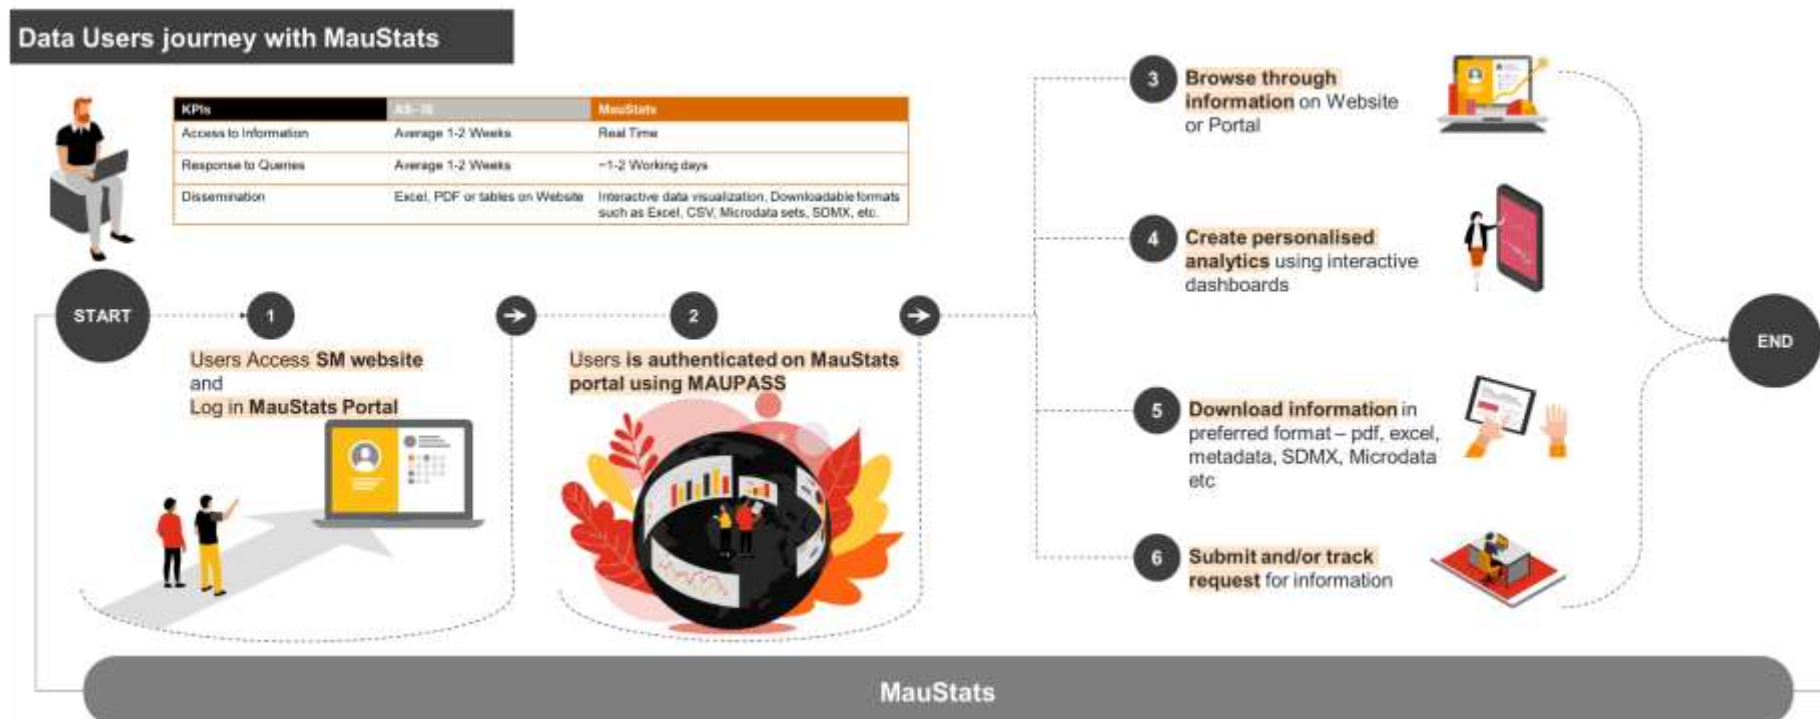 Data Users journey with MauStats
KPIs AS-IS MauStats
Access to Information Average 1-2 Weeks Real Time
Response to Queries Average 1-2 Weeks ~1-2 Working days
Dissemination Excel, PDF or tables on Website Interactive data visualization, Downloadable formats
such as Excel, CSV, Microdata sets, SDMX, etc.
START
1
Users Access SM website
and
Log in MauStats Portal
2
Users is authenticated on MauStats
portal using MAUPASS
3
Browse through
information on Website
or Portal
4
Create personalised
analytics using interactive
dashboards
5
Download information in
preferred format – pdf, excel,
metadata, SDMX, Microdata
etc
6
Submit and/or track
request for information
END
MauStats